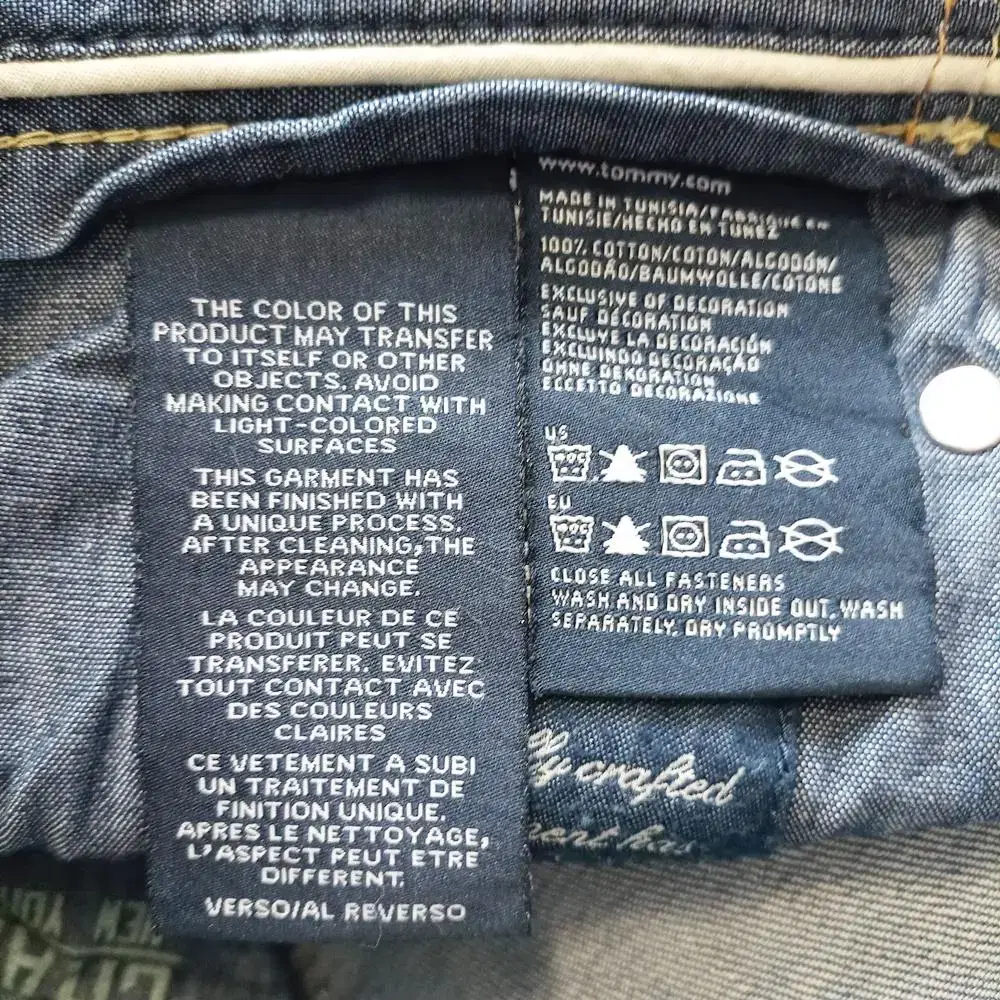 THE COLOR OF THIS
PRODUCT MAY TRANSFER
TO ITSELF OR OTHER
OBJECTS. AVOID
MAKING CONTACT WITH
LIGHT-COLORED
SURFACES
THIS GARMENT HAS
BEEN FINISHED WITH
A UNIQUE PROCESS.
AFTER CLEANING, THE
APPEARANCE
MAY CHANGE.
LA COULEUR DE CE
PRODUIT PEUT SE
TRANSFERER. EVITEZ
TOUT CONTACT AVEC
DES COULEURS
CLAIRES
CE VETEMENT A SUBI
UN TRAITEMENT DE
FINITION UNIQUE.
APRES LE NETTOYAGE,
L'ASPECT PEUT ETRE
DIFFERENT.
VERSO/AL REVERSO
www.tommy.com
MADE IN TUNISIA/FABRIQUÉ EN
TUNISIE/HECHO EN TUNEZ
100% COTTON/COTON/ALGODÓN/
ALGODÃO/BAUMWOLLE/COTONE
EXCLUSIVE OF DECORATION
SAUF DÉCORATION
EXCLUYE LA DECORACIÓN
EXCLUINDO DECORAÇÃO
OHNE DEKORATION
ECCETTO DECORAZIONE
US
EU
CLOSE ALL FASTENERS
WASH AND DRY INSIDE OUT. WASH
SEPARATELY. DRY PROMPTLY
crafted
NEW YORK